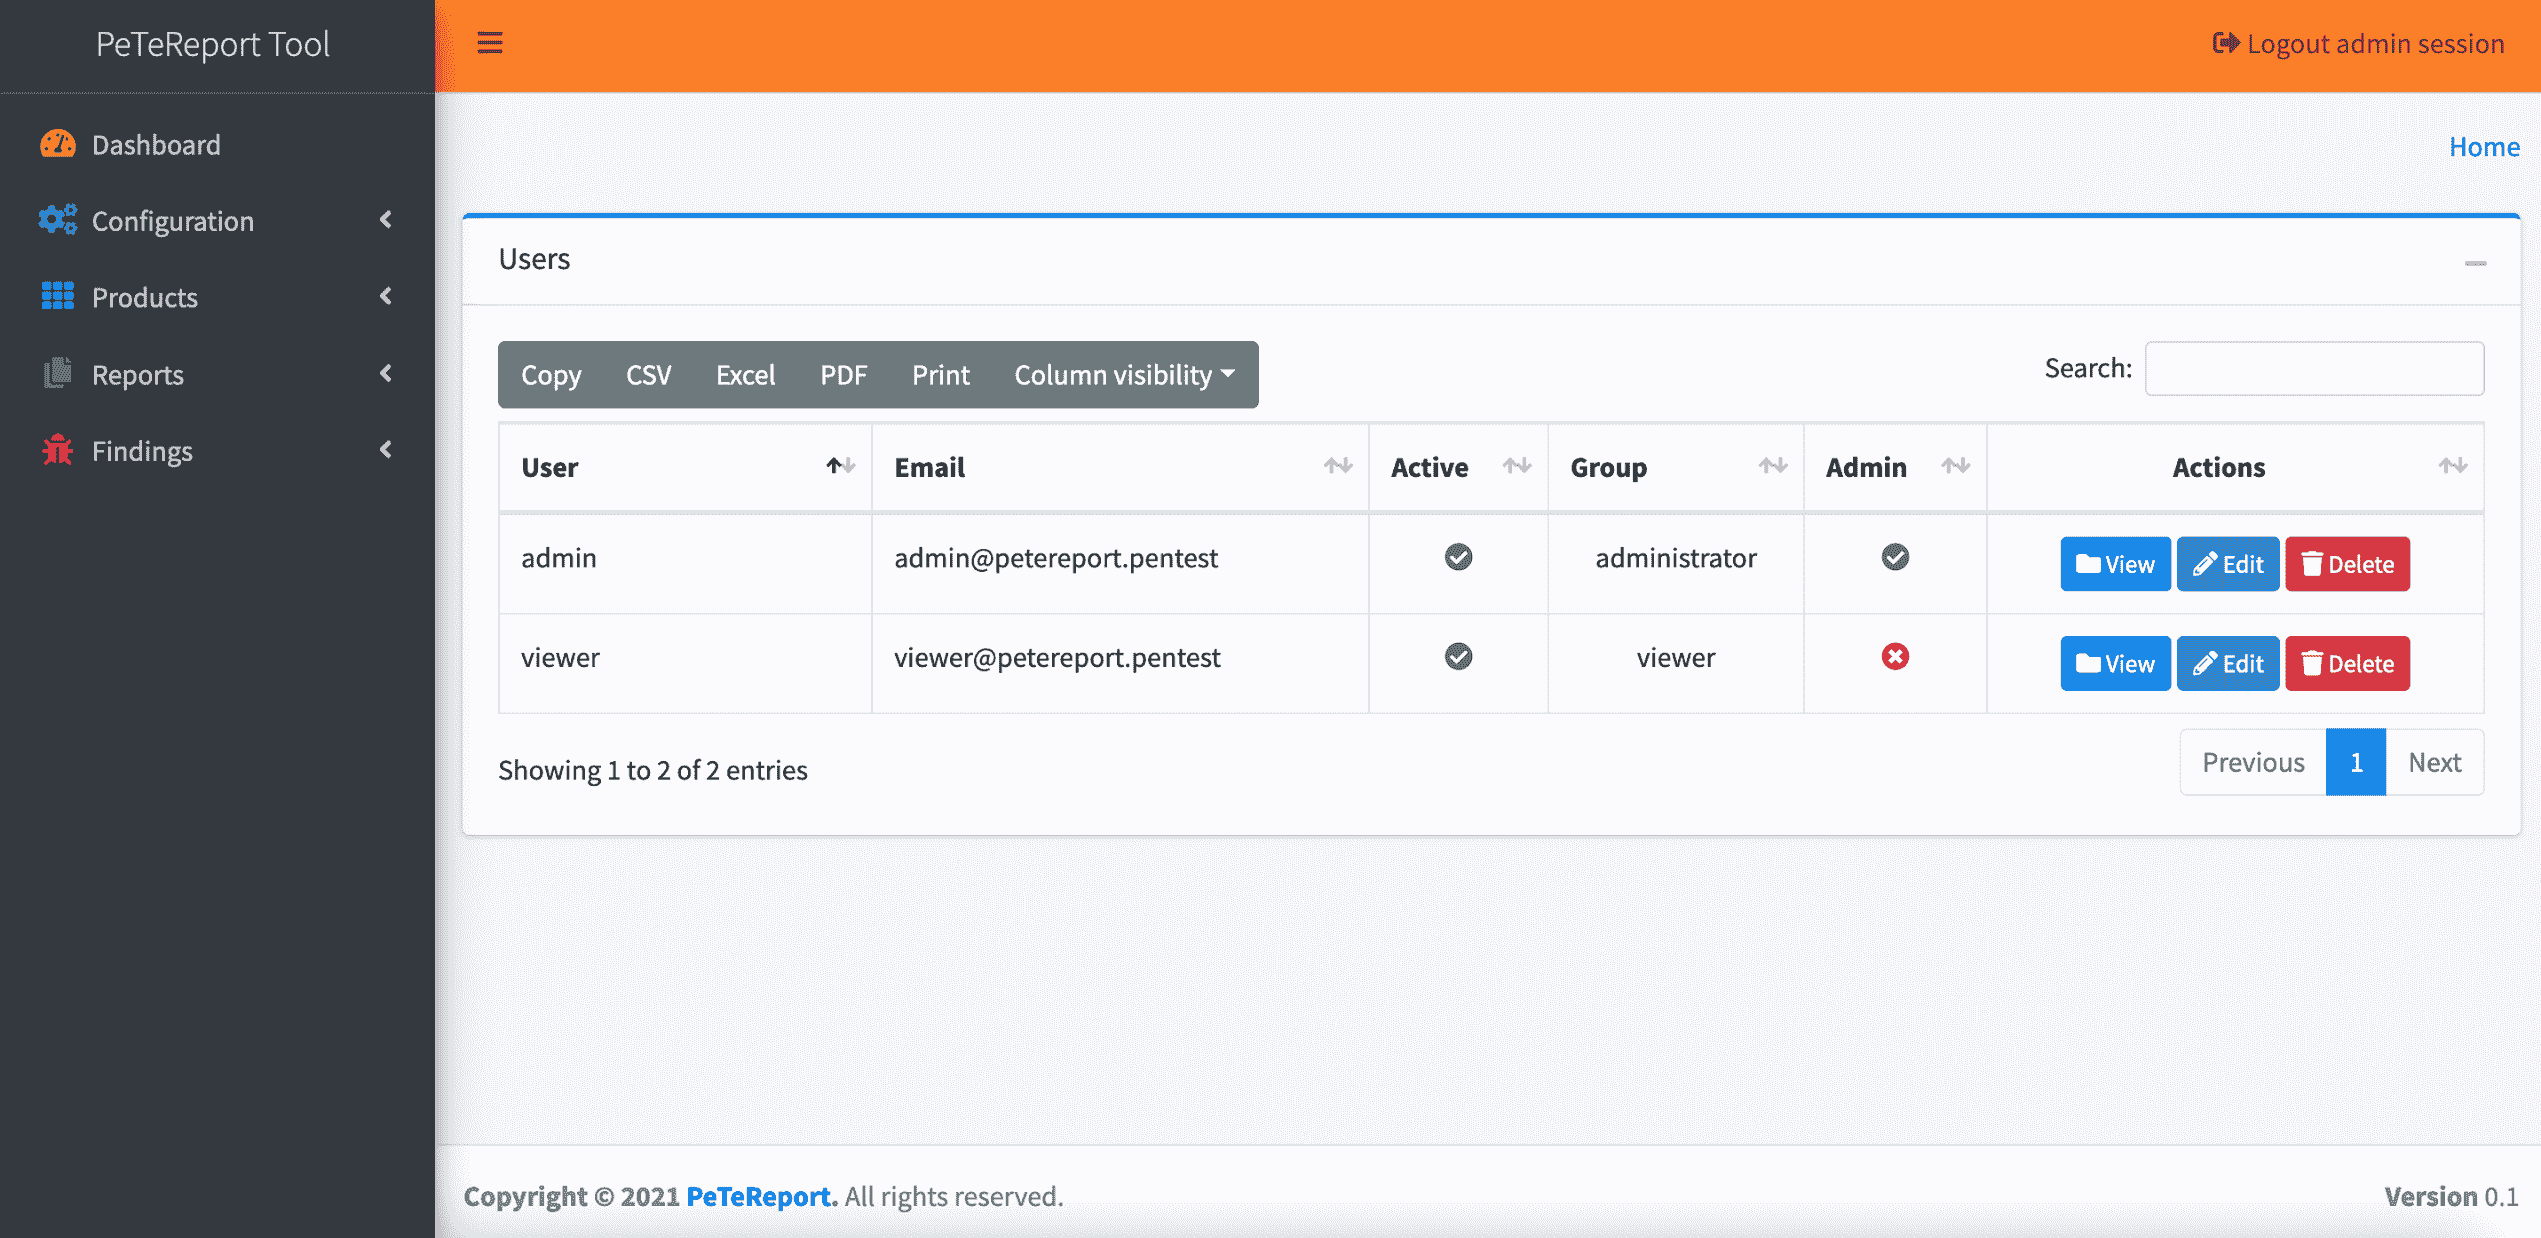 PeTeReport Tool
Logout admin session
Dashboard
Configuration
Products
Reports
Findings
Home
Users
Copy CSV Excel PDF Print Column visibility
Search:
User Email Active Group Admin Actions
admin admin@petereport.pentest administrator View Edit Delete
viewer viewer@petereport.pentest viewer View Edit Delete
Showing 1 to 2 of 2 entries
Previous 1 Next
Copyright © 2021 PeTeReport. All rights reserved.
Version 0.1